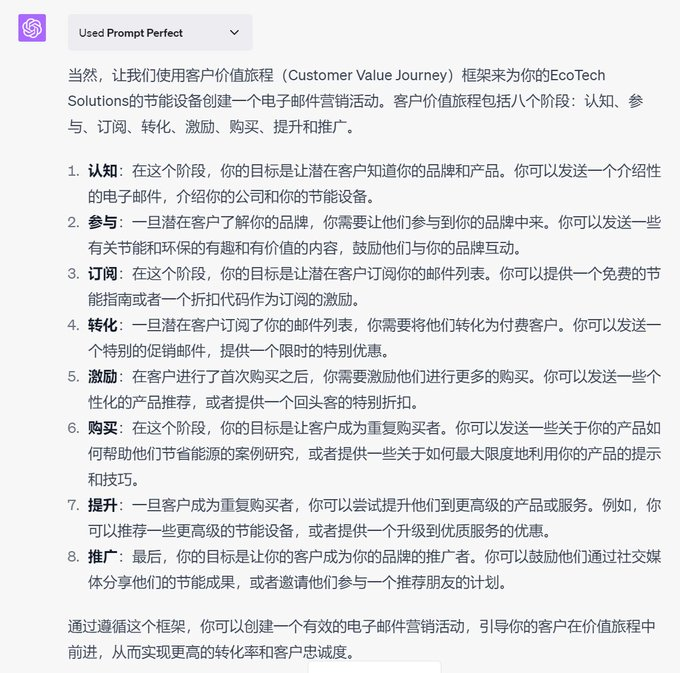 Used Prompt Perfect
当然，让我们使用客户价值旅程（Customer Value Journey）框架来为你的EcoTech
Solutions的节能设备创建一个电子邮件营销活动。客户价值旅程包括八个阶段：认知、参
与、订阅、转化、激励、购买、提升和推广。
1. 认知：在这个阶段，你的目标是让潜在客户知道你的品牌和产品。你可以发送一个介绍性
的电子邮件，介绍你的公司和你的节能设备。
2. 参与：一旦潜在客户了解你的品牌，你需要让他们参与到你的品牌中来。你可以发送一些
有关节能和环保的有趣和有价值的内容，鼓励他们与你的品牌互动。
3. 订阅：在这个阶段，你的目标是让潜在客户订阅你的邮件列表。你可以提供一个免费的节
能指南或者一个折扣代码作为订阅的激励。
4. 转化：一旦潜在客户订阅了你的邮件列表，你需要将他们转化为付费客户。你可以发送一
个特别的促销邮件，提供一个限时的特别优惠。
5. 激励：在客户进行了首次购买之后，你需要激励他们进行更多的购买。你可以发送一些个
性化的产品推荐，或者提供一个回头客的特别折扣。
6. 购买：在这个阶段，你的目标是让客户成为重复购买者。你可以发送一些关于你的产品如
何帮助他们节省能源的案例研究，或者提供一些关于如何最大限度地利用你的产品的提示
和技巧。
7. 提升：一旦客户成为重复购买者，你可以尝试提升他们到更高级的产品或服务。例如，你
可以推荐一些更高级的节能设备，或者提供一个升级到优质服务的优惠。
8. 推广：最后，你的目标是让你的客户成为你的品牌的推广者。你可以鼓励他们通过社交媒
体分享他们的节能成果，或者邀请他们参与一个推荐朋友的计划。
通过遵循这个框架，你可以创建一个有效的电子邮件营销活动，引导你的客户在价值旅程中
前进，从而实现更高的转化率和客户忠诚度。